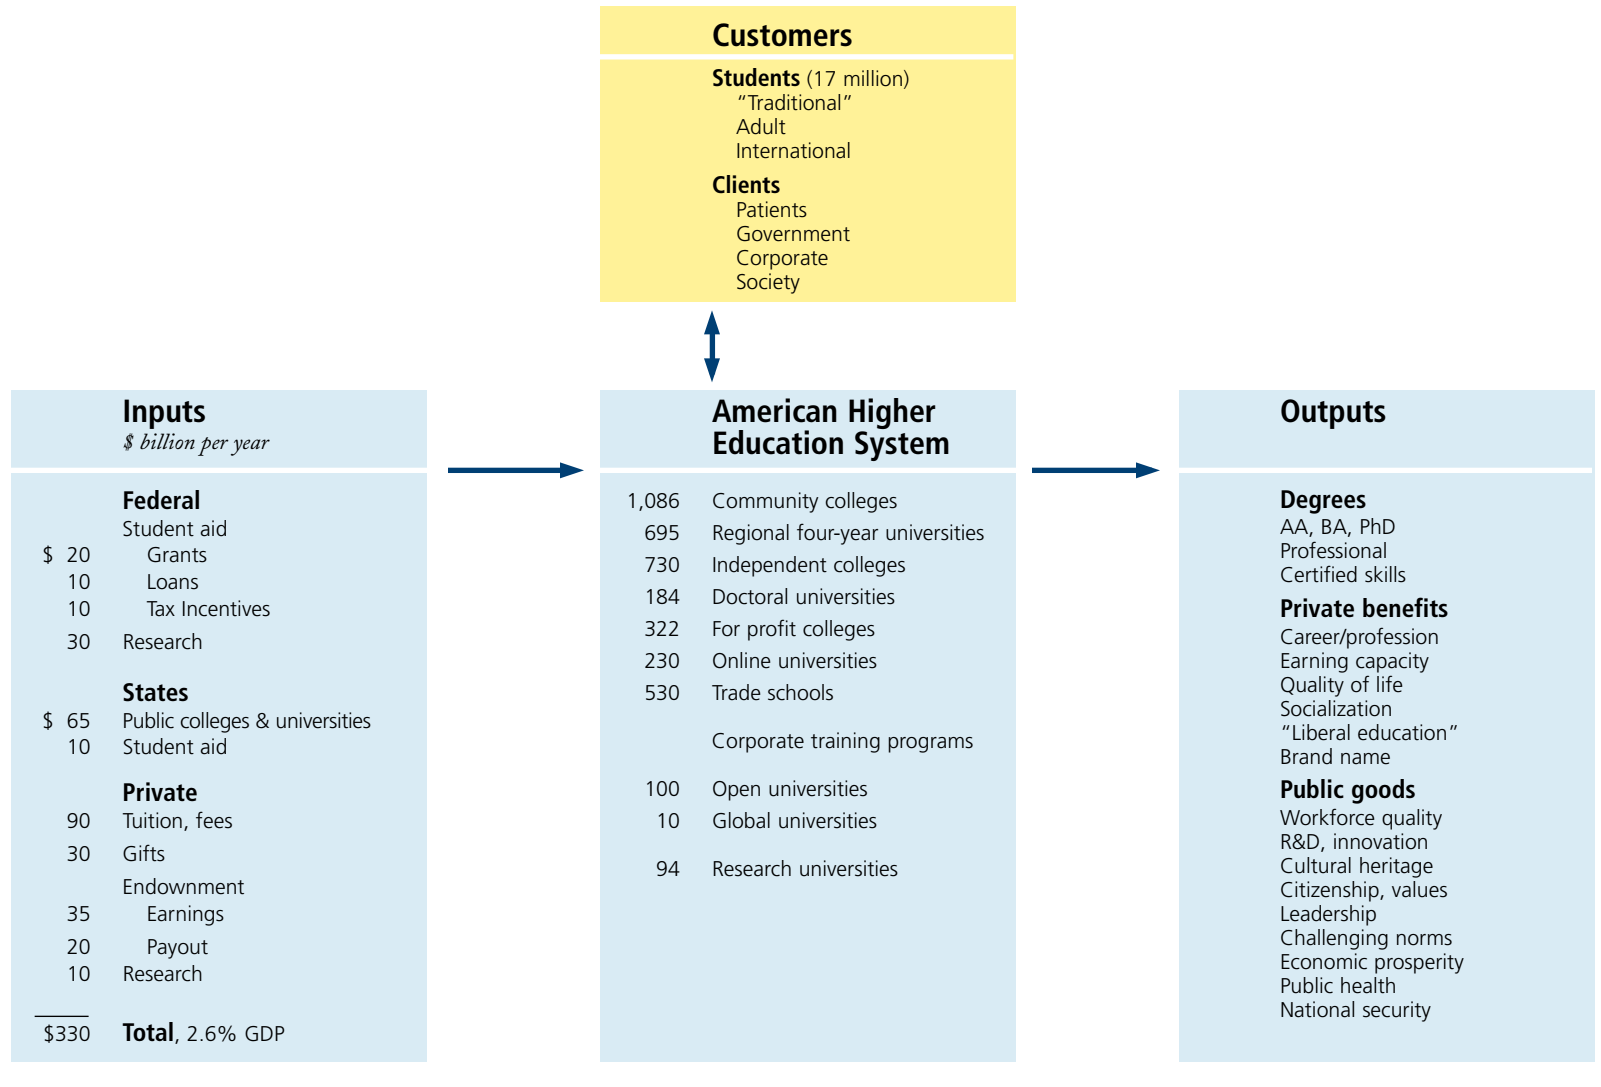 Customers
Students (17 million)
“Traditional”
Adult
International
Clients
Patients
Government
Corporate
Society
Inputs
$ billion per year
Federal
Student aid
$ 20 Grants
10 Loans
10 Tax Incentives
30 Research
States
$ 65 Public colleges & universities
10 Student aid
Private
90 Tuition, fees
30 Gifts
Endownment
35 Earnings
20 Payout
10 Research
$330 Total, 2.6% GDP
American Higher
Education System
1,086 Community colleges
695 Regional four-year universities
730 Independent colleges
184 Doctoral universities
322 For profit colleges
230 Online universities
530 Trade schools
Corporate training programs
100 Open universities
10 Global universities
94 Research universities
Outputs
Degrees
AA, BA, PhD
Professional
Certified skills
Private benefits
Career/profession
Earning capacity
Quality of life
Socialization
“Liberal education”
Brand name
Public goods
Workforce quality
R&D, innovation
Cultural heritage
Citizenship, values
Leadership
Challenging norms
Economic prosperity
Public health
National security